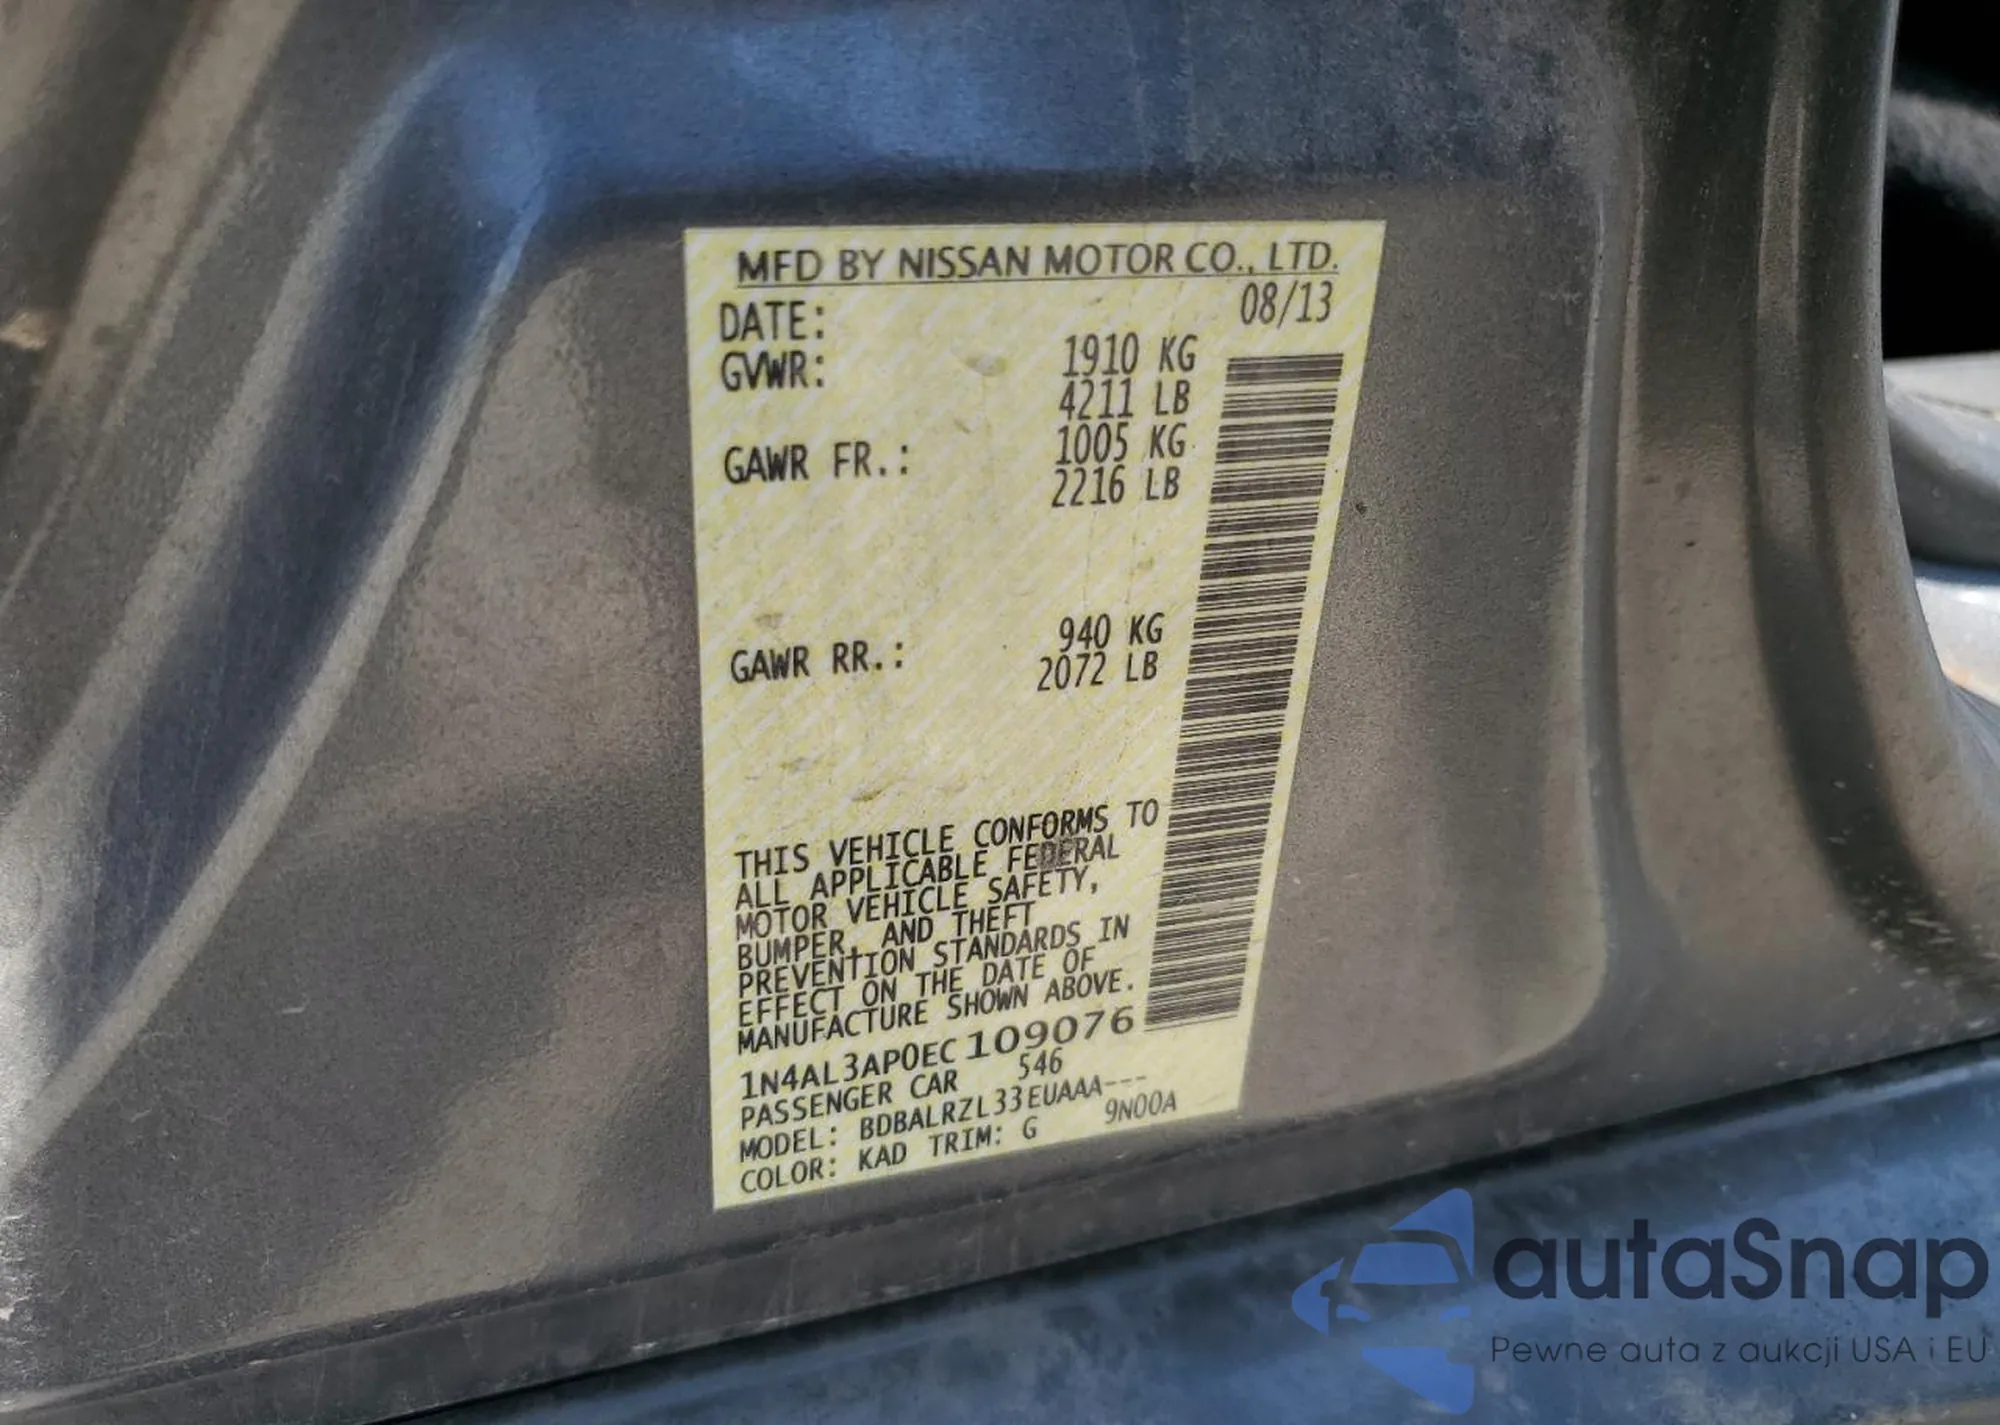 MFD BY NISSAN MOTOR CO., LTD.
DATE: 08/13
GVWR: 1910 KG
4211 LB
GAWR FR.: 1005 KG
2216 LB
GAWR RR.: 940 KG
2072 LB
THIS VEHICLE CONFORMS TO
ALL APPLICABLE FEDERAL
MOTOR VEHICLE SAFETY,
BUMPER, AND THEFT
PREVENTION STANDARDS IN
EFFECT ON THE DATE OF
MANUFACTURE SHOWN ABOVE.
1N4AL3AP0EC109076
PASSENGER CAR 546
MODEL: BDBALRZL33EUAAA---
COLOR: KAD TRIM: G 9N00A
autaSnap
Pewne auta z aukcji USA i EU